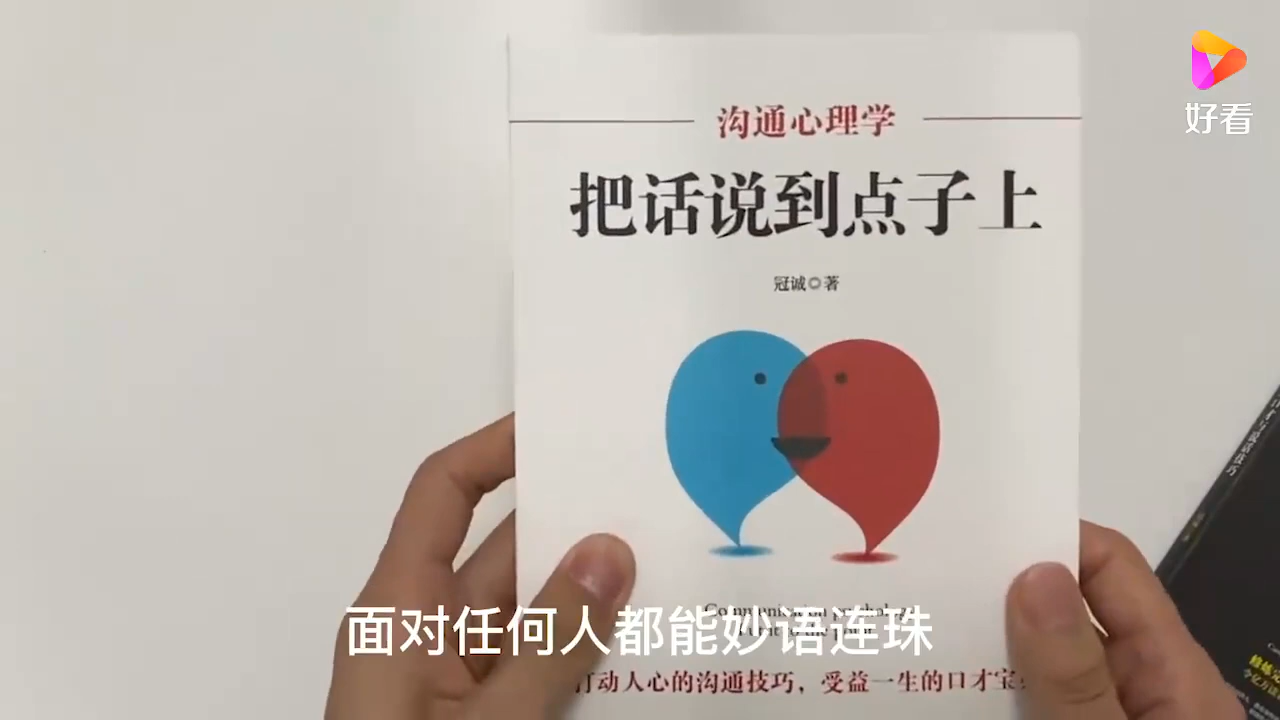 好看
沟通心理学
把话说到点子上
冠诚◎著
面对任何人都能妙语连珠
打动人心的沟通技巧，受益一生的口才宝